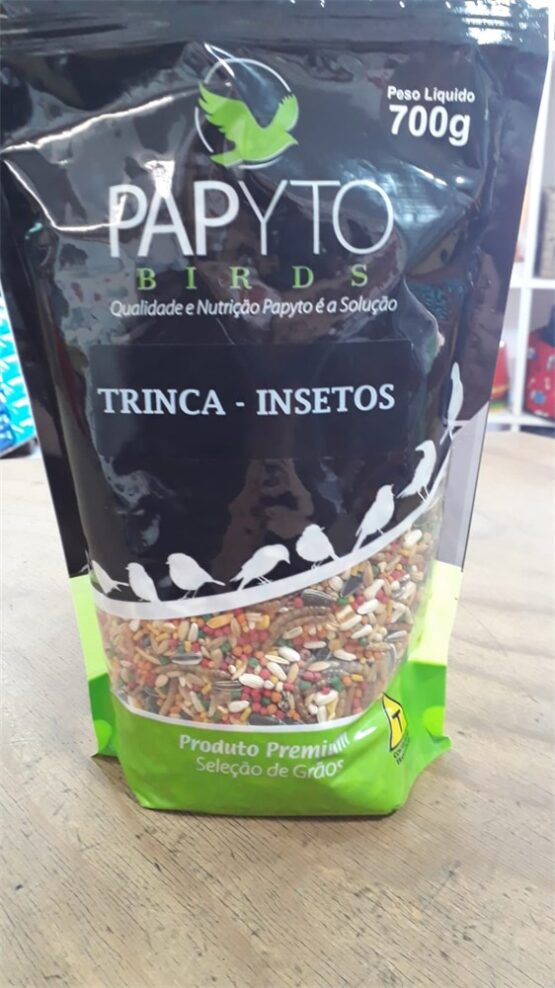 Peso Líquido
700g
PAPYTO
BIRDS
Qualidade e Nutrição Papyto é a Solução
TRINCA - INSETOS
Produto Premium
Seleção de Grãos
T